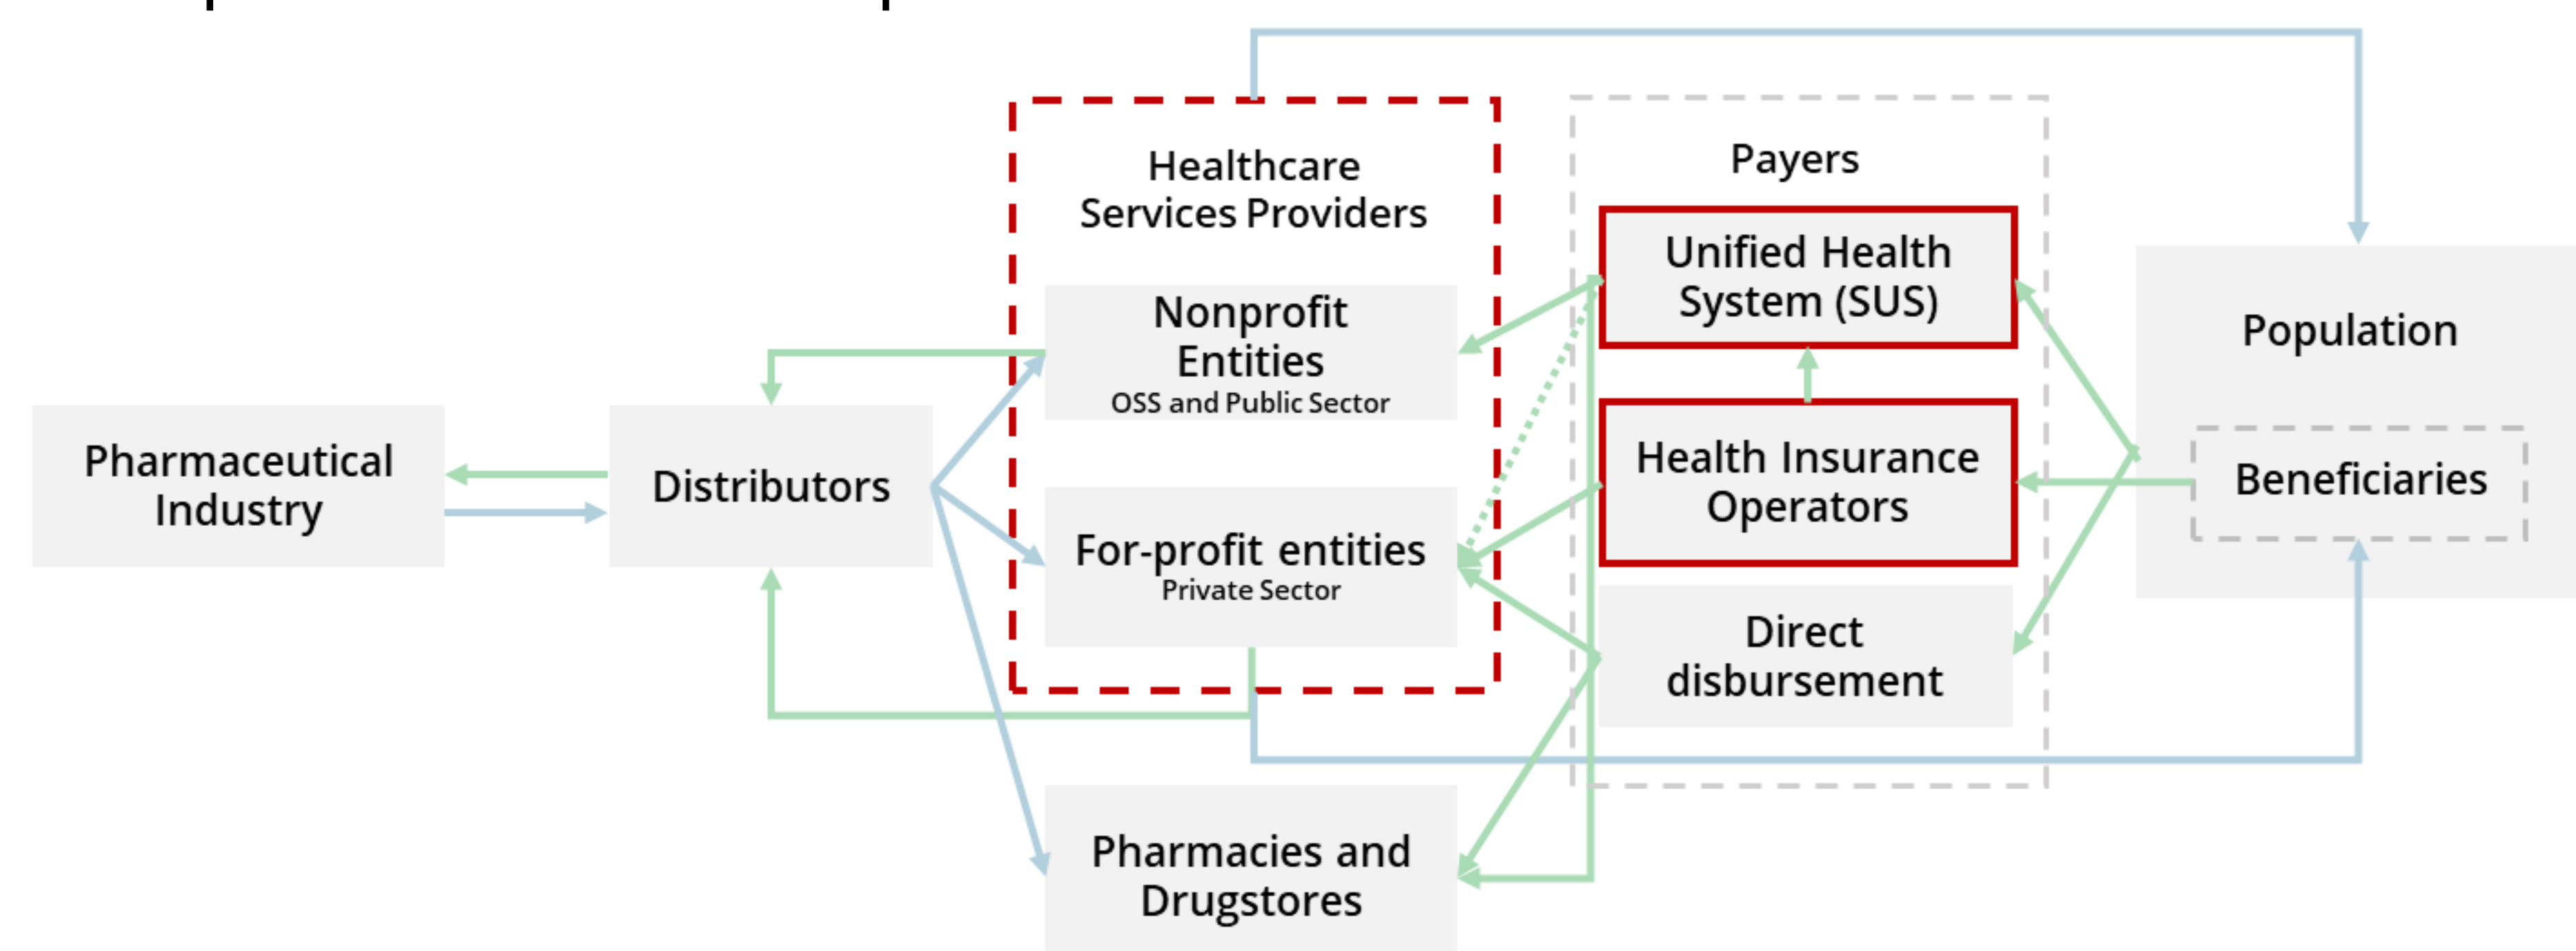 Healthcare
Services Providers
Payers
Unified Health
System (SUS)
Nonprofit
Entities
OSS and Public Sector
Population
Pharmaceutical
Industry
Distributors
Health Insurance
Operators
Beneficiaries
For-profit entities
Private Sector
Direct
disbursement
Pharmacies and
Drugstores